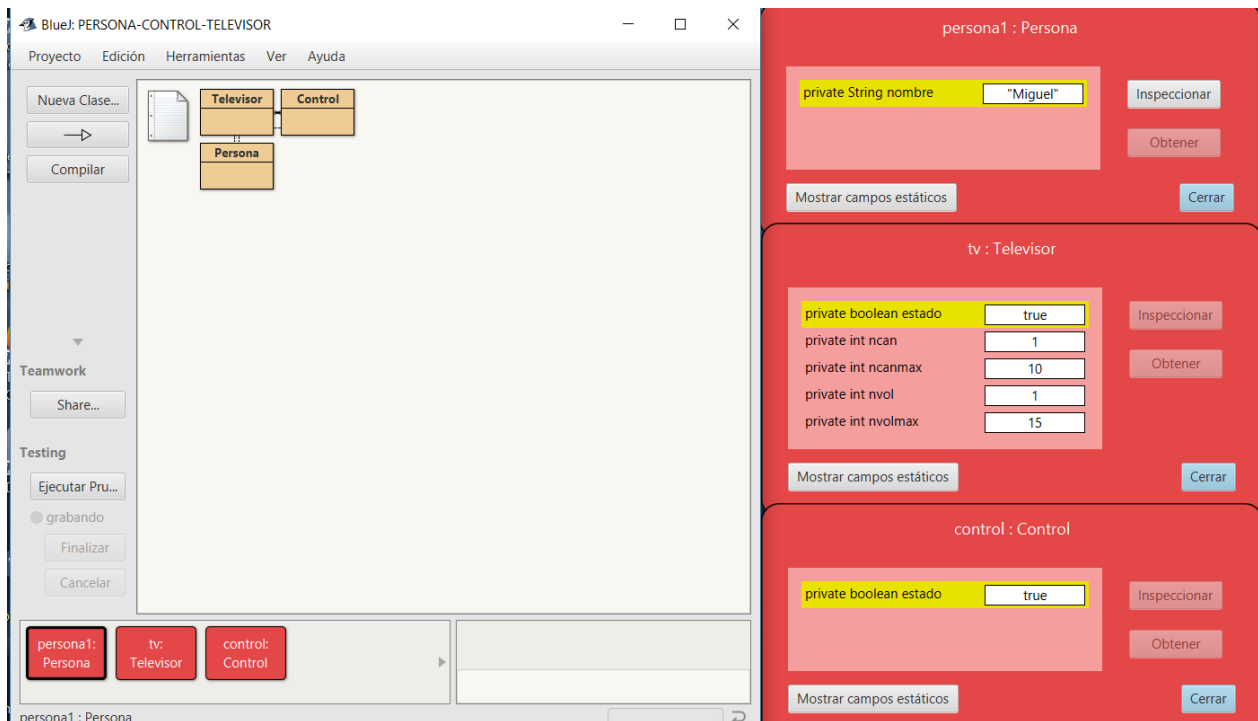 BlueJ: PERSONA-CONTROL-TELEVISOR
Proyecto Edición Herramientas Ver Ayuda
Nueva Clase...
Compilar
Teamwork
Share...
Testing
Ejecutar Pru...
grabando
Finalizar
Cancelar
Televisor
Control
Persona
persona1:
Persona
tv:
Televisor
control:
Control
persona1 : Persona
persona1 : Persona
private String nombre "Miguel"
Inspeccionar
Obtener
Mostrar campos estáticos
Cerrar
tv : Televisor
private boolean estado true
private int ncan 1
private int ncanmax 10
private int nvol 1
private int nvolmax 15
Inspeccionar
Obtener
Mostrar campos estáticos
Cerrar
control : Control
private boolean estado true
Inspeccionar
Obtener
Mostrar campos estáticos
Cerrar